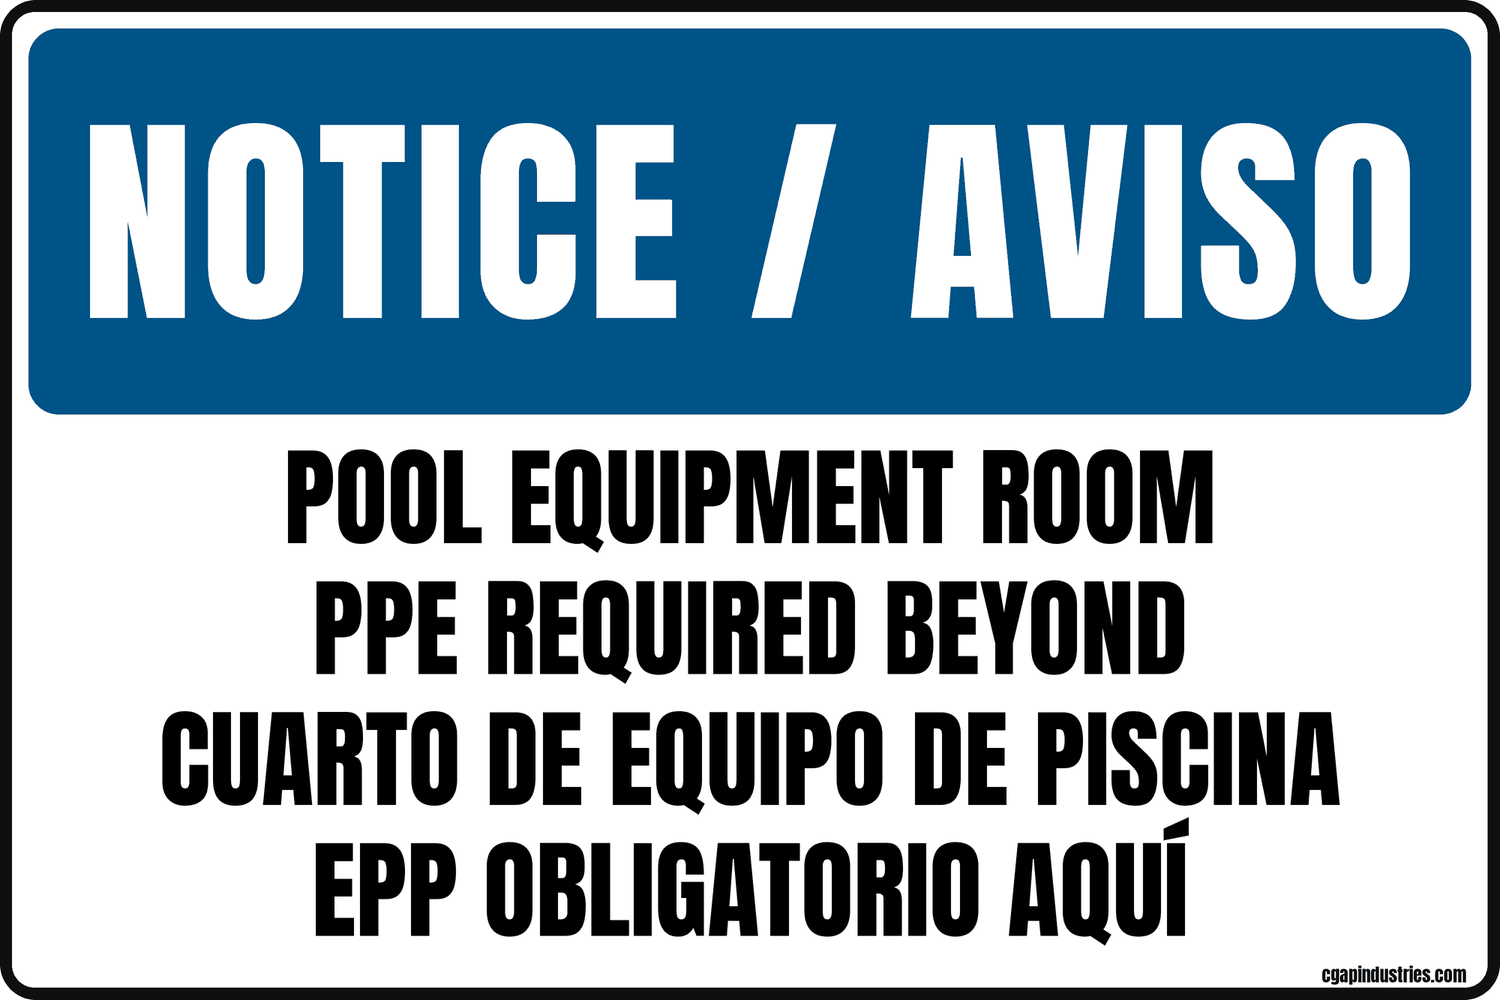 NOTICE / AVISO
POOL EQUIPMENT ROOM
PPE REQUIRED BEYOND
CUARTO DE EQUIPO DE PISCINA
EPP OBLIGATORIO AQUÍ
cgapindustries.com